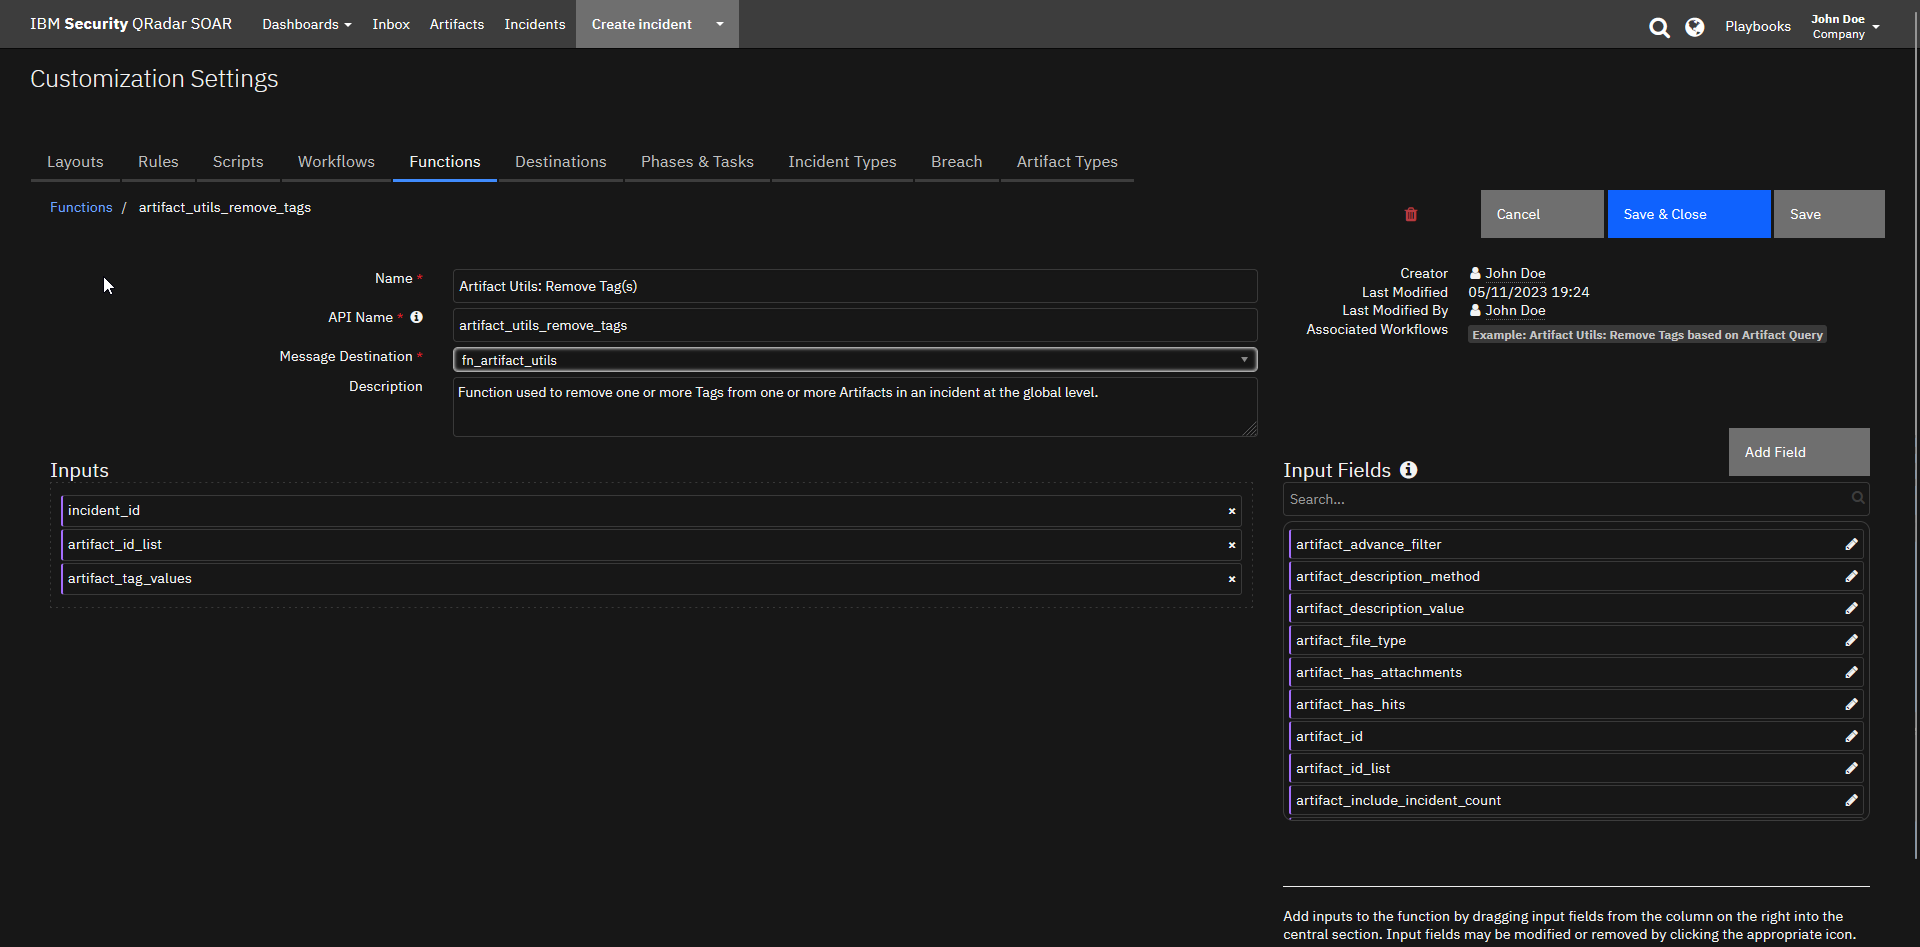 IBM Security QRadar SOAR Dashboards Inbox Artifacts Incidents Create incident Playbooks John Doe
Company
Customization Settings
Layouts Rules Scripts Workflows Functions Destinations Phases & Tasks Incident Types Breach Artifact Types
Functions / artifact_utils_remove_tags
Cancel Save & Close Save
Name * Artifact Utils: Remove Tag(s)
API Name * artifact_utils_remove_tags
Message Destination * fn_artifact_utils
Description Function used to remove one or more Tags from one or more Artifacts in an incident at the global level.
Creator John Doe
Last Modified 05/11/2023 19:24
Last Modified By John Doe
Associated Workflows Example: Artifact Utils: Remove Tags based on Artifact Query
Inputs
incident_id
artifact_id_list
artifact_tag_values
Add Field
Input Fields
Search...
artifact_advance_filter
artifact_description_method
artifact_description_value
artifact_file_type
artifact_has_attachments
artifact_has_hits
artifact_id
artifact_id_list
artifact_include_incident_count
Add inputs to the function by dragging input fields from the column on the right into the
central section. Input fields may be modified or removed by clicking the appropriate icon.